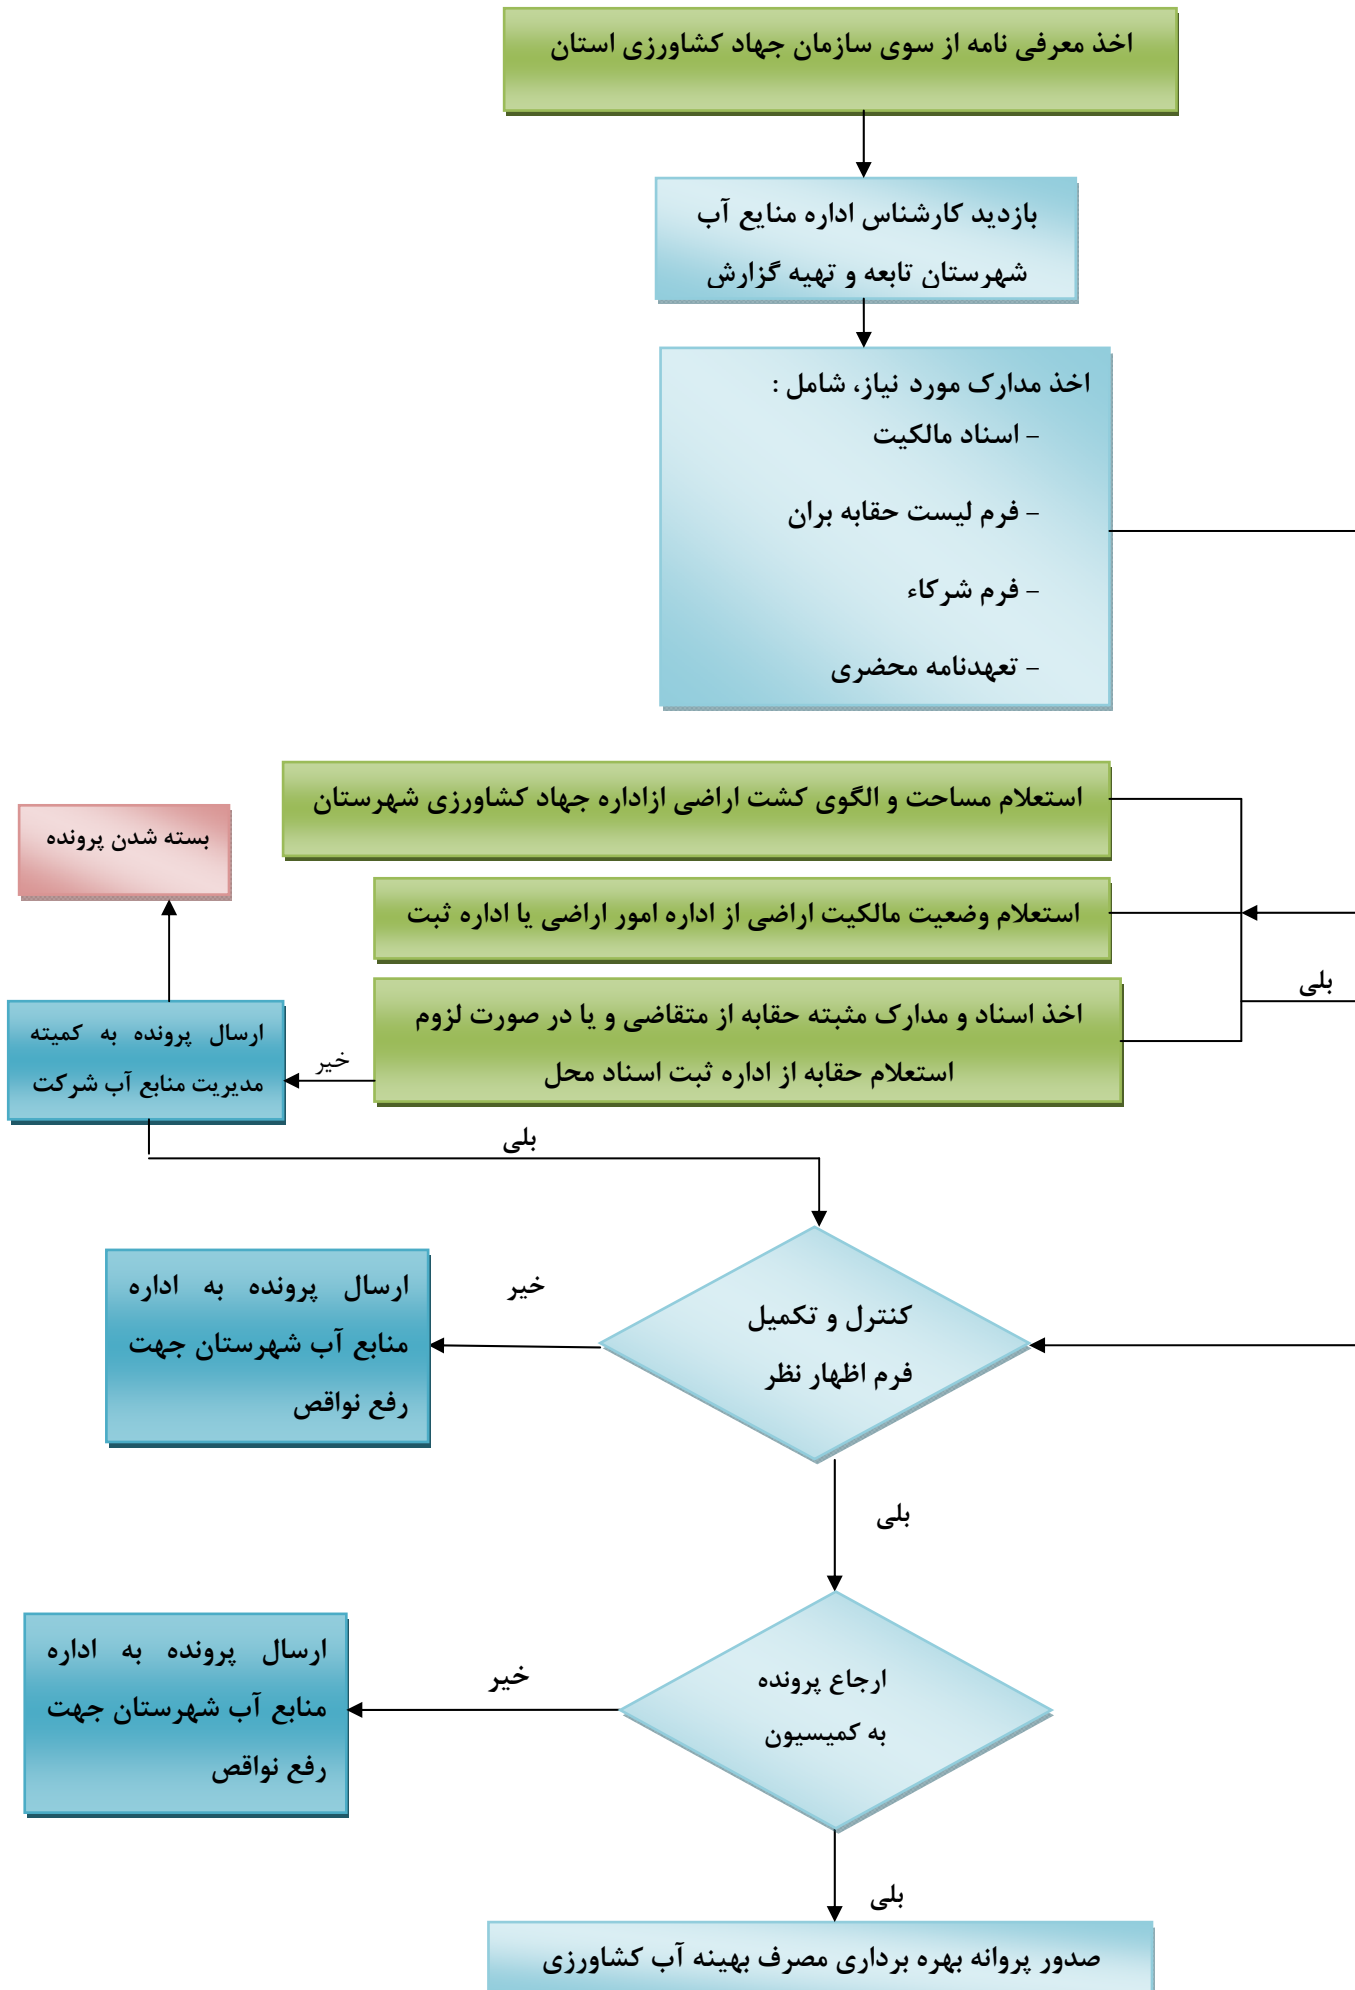 اخذ معرفی نامه از سوی سازمان جهاد کشاورزی استان
بازدید کارشناس اداره منایع آب
شهرستان تابعه و تهیه گزارش
اخذ مدارک مورد نیاز، شامل :
– اسناد مالکیت
– فرم لیست حقابه بران
– فرم شرکاء
– تعهدنامه محضری
استعلام مساحت و الگوی کشت اراضی ازاداره جهاد کشاورزی شهرستان
بسته شدن پرونده
استعلام وضعیت مالکیت اراضی از اداره امور اراضی یا اداره ثبت
بلی
اخذ اسناد و مدارک مثبته حقابه از متقاضی و یا در صورت لزوم
استعلام حقابه از اداره ثبت اسناد محل
خیر
ارسال پرونده به کمیته
مدیریت منابع آب شرکت
بلی
کنترل و تکمیل
فرم اظهار نظر
خیر
ارسال پرونده به اداره
منابع آب شهرستان جهت
رفع نواقص
بلی
ارجاع پرونده
به کمیسیون
خیر
ارسال پرونده به اداره
منابع آب شهرستان جهت
رفع نواقص
بلی
صدور پروانه بهره برداری مصرف بهینه آب کشاورزی